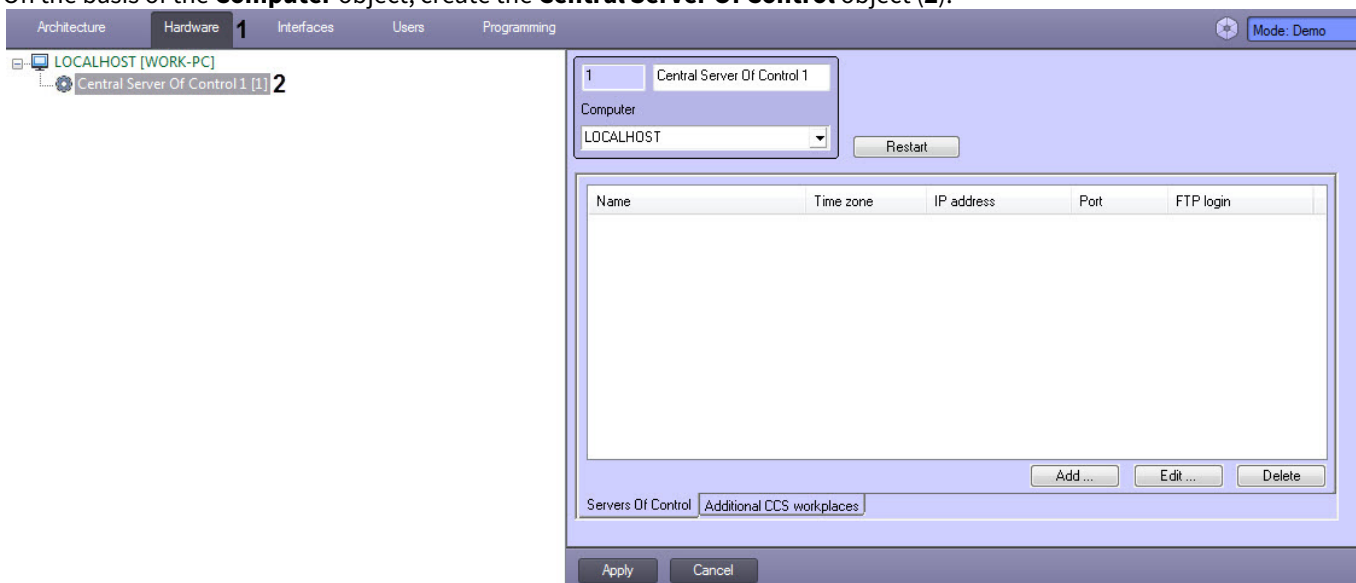 On the basis of the Computer object, create the Central Server Of Control object (2).
Architecture Hardware 1 Interfaces Users Programming Mode: Demo
LOCALHOST [WORK-PC]
Central Server Of Control 1 [1] 2
1 Central Server Of Control 1
Computer
LOCALHOST
Restart
Name Time zone IP address Port FTP login
Add ... Edit ... Delete
Servers Of Control Additional CCS workplaces
Apply Cancel